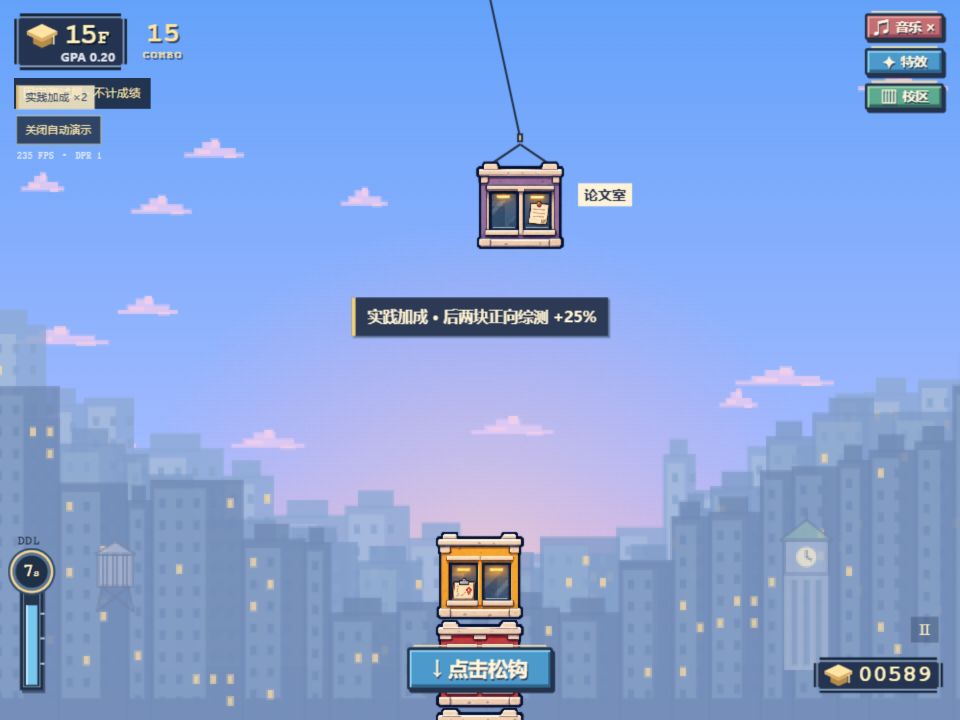 15F
GPA 0.20
15
COMBO
实践加成 ×2
不计成绩
关闭自动演示
235 FPS - DPR 1
音乐 ×
特效
校区
论文室
实践加成 • 后两块正向综测 +25%
DDL
7s
↓点击松钩
II
00589